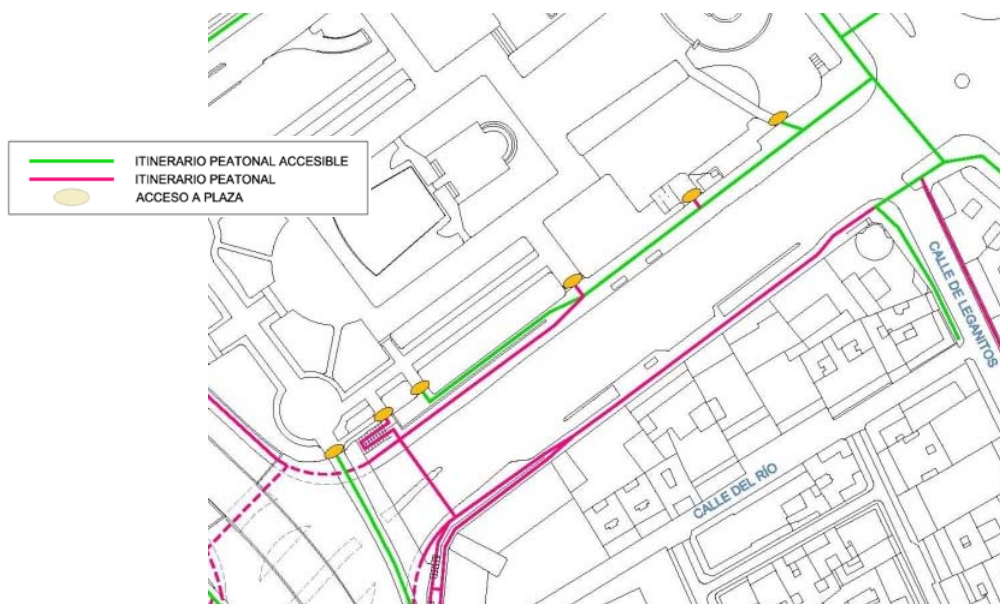 ITINERARIO PEATONAL ACCESIBLE
ITINERARIO PEATONAL
ACCESO A PLAZA
CALLE DE LEGANITOS
CALLE DEL RÍO